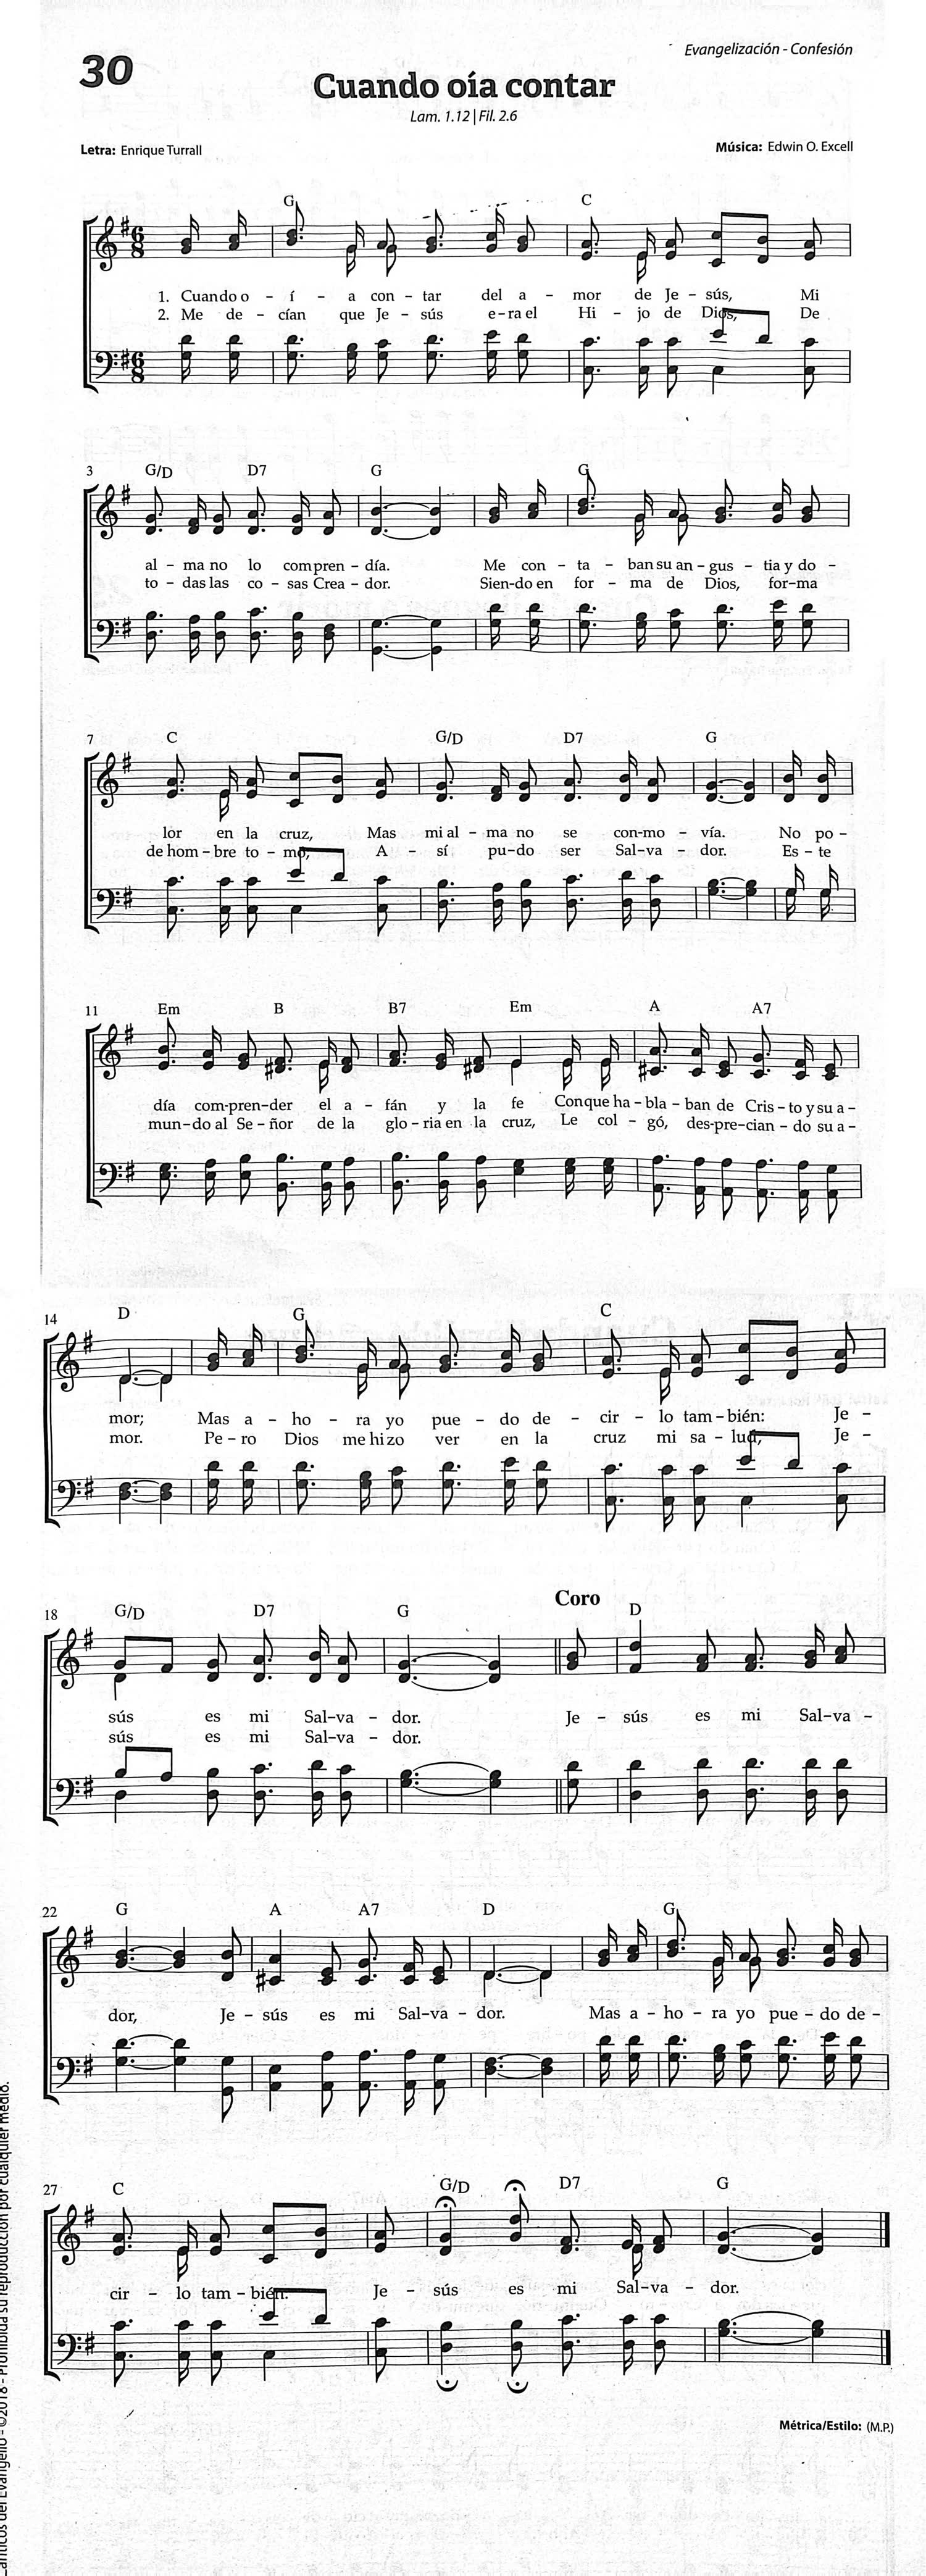 Evangelización - Confesión
30
Cuando oía contar
Lam. 1.12 | Fil. 2.6
Letra: Enrique Turrall
Música: Edwin O. Excell
G C
1. Cuando o - í - a con - tar del a - mor de Je - sús, Mi
2. Me de - cían que Je - sús e - ra el Hi - jo de Dios, De
3 G/D D7 G G
al - ma no lo compren - día. Me con - ta - ban su an - gus - tia y do -
to - das las co - sas Crea - dor. Sien - do en for - ma de Dios, for - ma
7 C G/D D7 G
lor en la cruz, Mas mi al - ma no se con - mo - vía. No po -
de hom - bre to - mó, A - sí pu - do ser Sal - va - dor. Es - te
11 Em B B7 Em A A7
día com - pren - der el a - fán y la fe Con que ha - bla - ban de Cris - to y su a -
mun - do al Se - ñor de la glo - ria en la cruz, Le col - gó, des - pre - cian - do su a -
14 D G C
mor; Mas a - ho - ra yo pue - do de - cir - lo tam - bién: Je -
mor. Pe - ro Dios me hizo ver en la cruz mi sa - lud, Je -
Coro
18 G/D D7 G D
sús es mi Sal - va - dor. Je - sús es mi Sal - va -
sús es mi Sal - va - dor.
22 G A A7 D G
dor, Je - sús es mi Sal - va - dor. Mas a - ho - ra yo pue - do de -
27 C G/D D7 G
cir - lo tam - bién. Je - sús es mi Sal - va - dor.
Métrica/Estilo: (M.P.)
Cánticos del Evangelio - ©2018 - Prohibida su reproducción por cualquier medio.